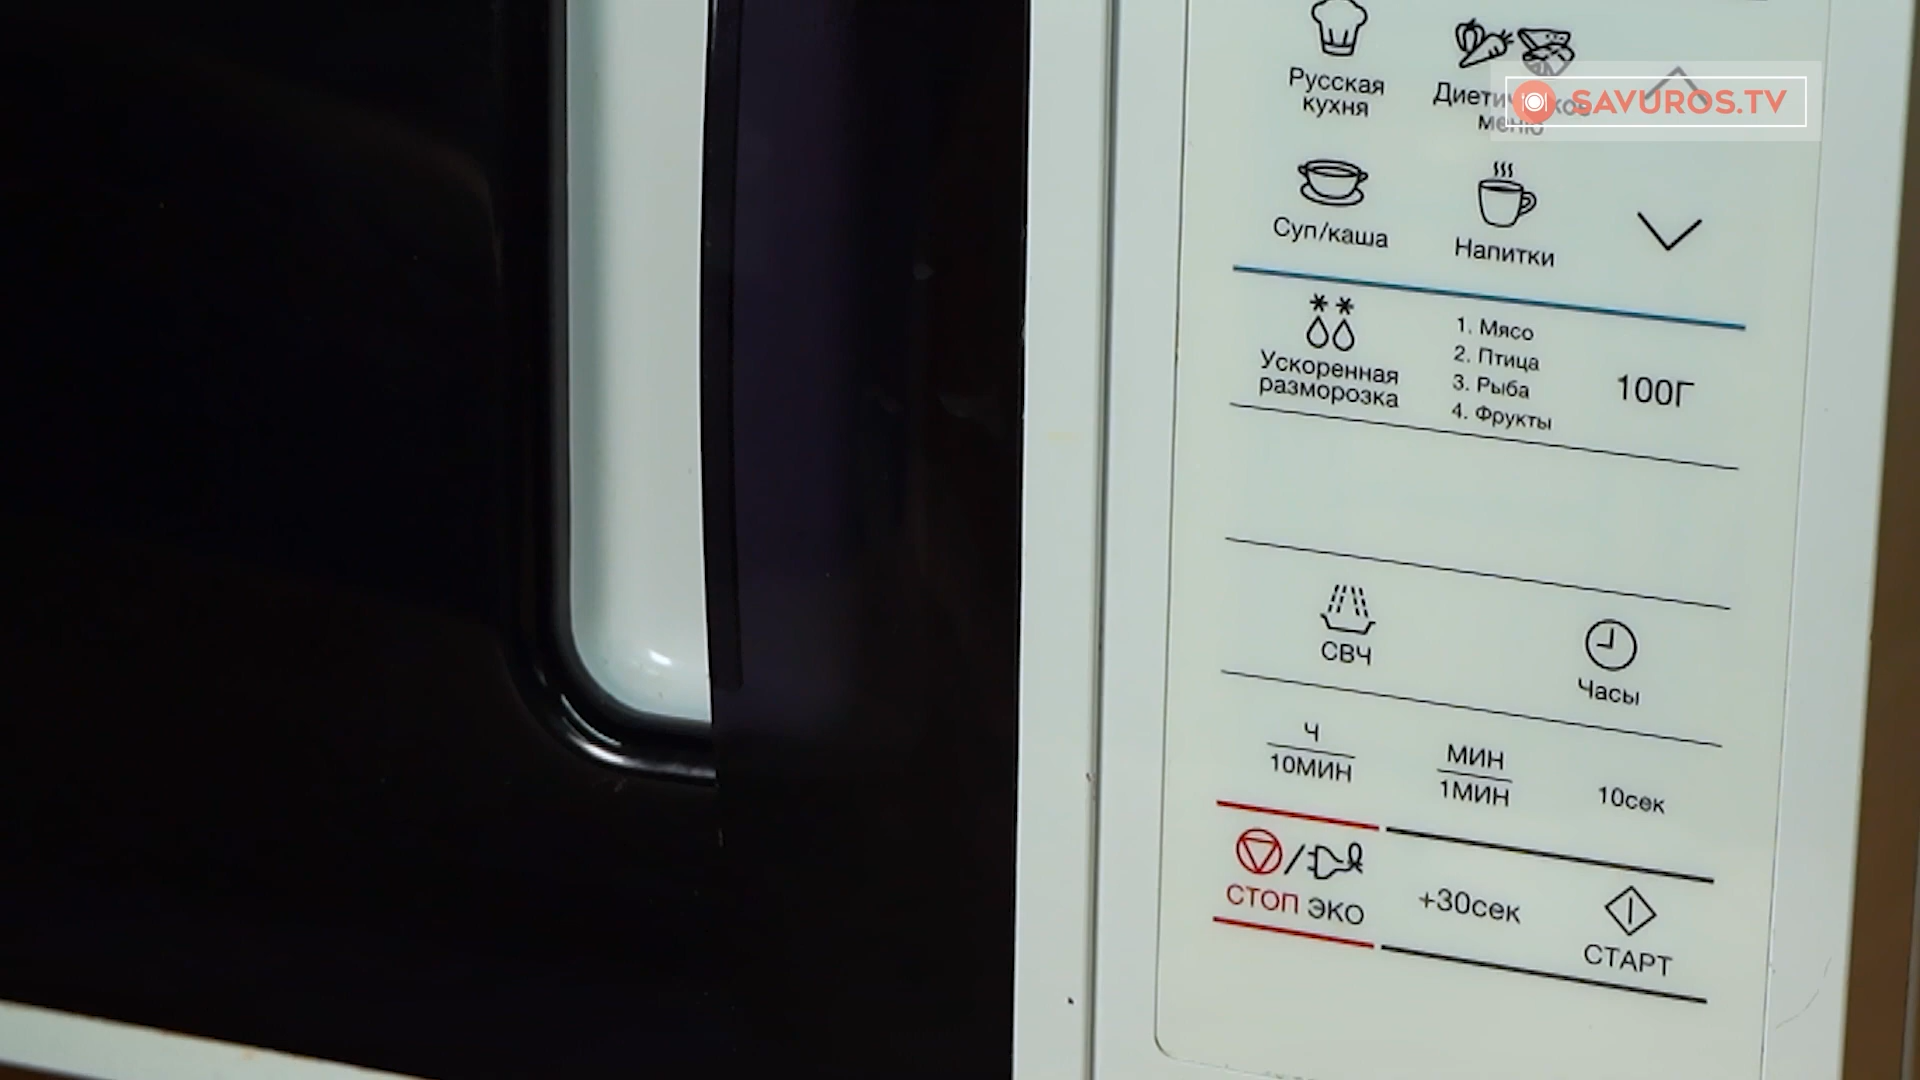 Русская
кухня
меню
SAVUROS.TV
Суп/каша
Напитки
Ускоренная
разморозка
1. Мясо
2. Птица
3. Рыба
4. Фрукты
100Г
СВЧ
Часы
Ч
10МИН
МИН
1МИН
10сек
СТОП ЭКО
+30сек
СТАРТ